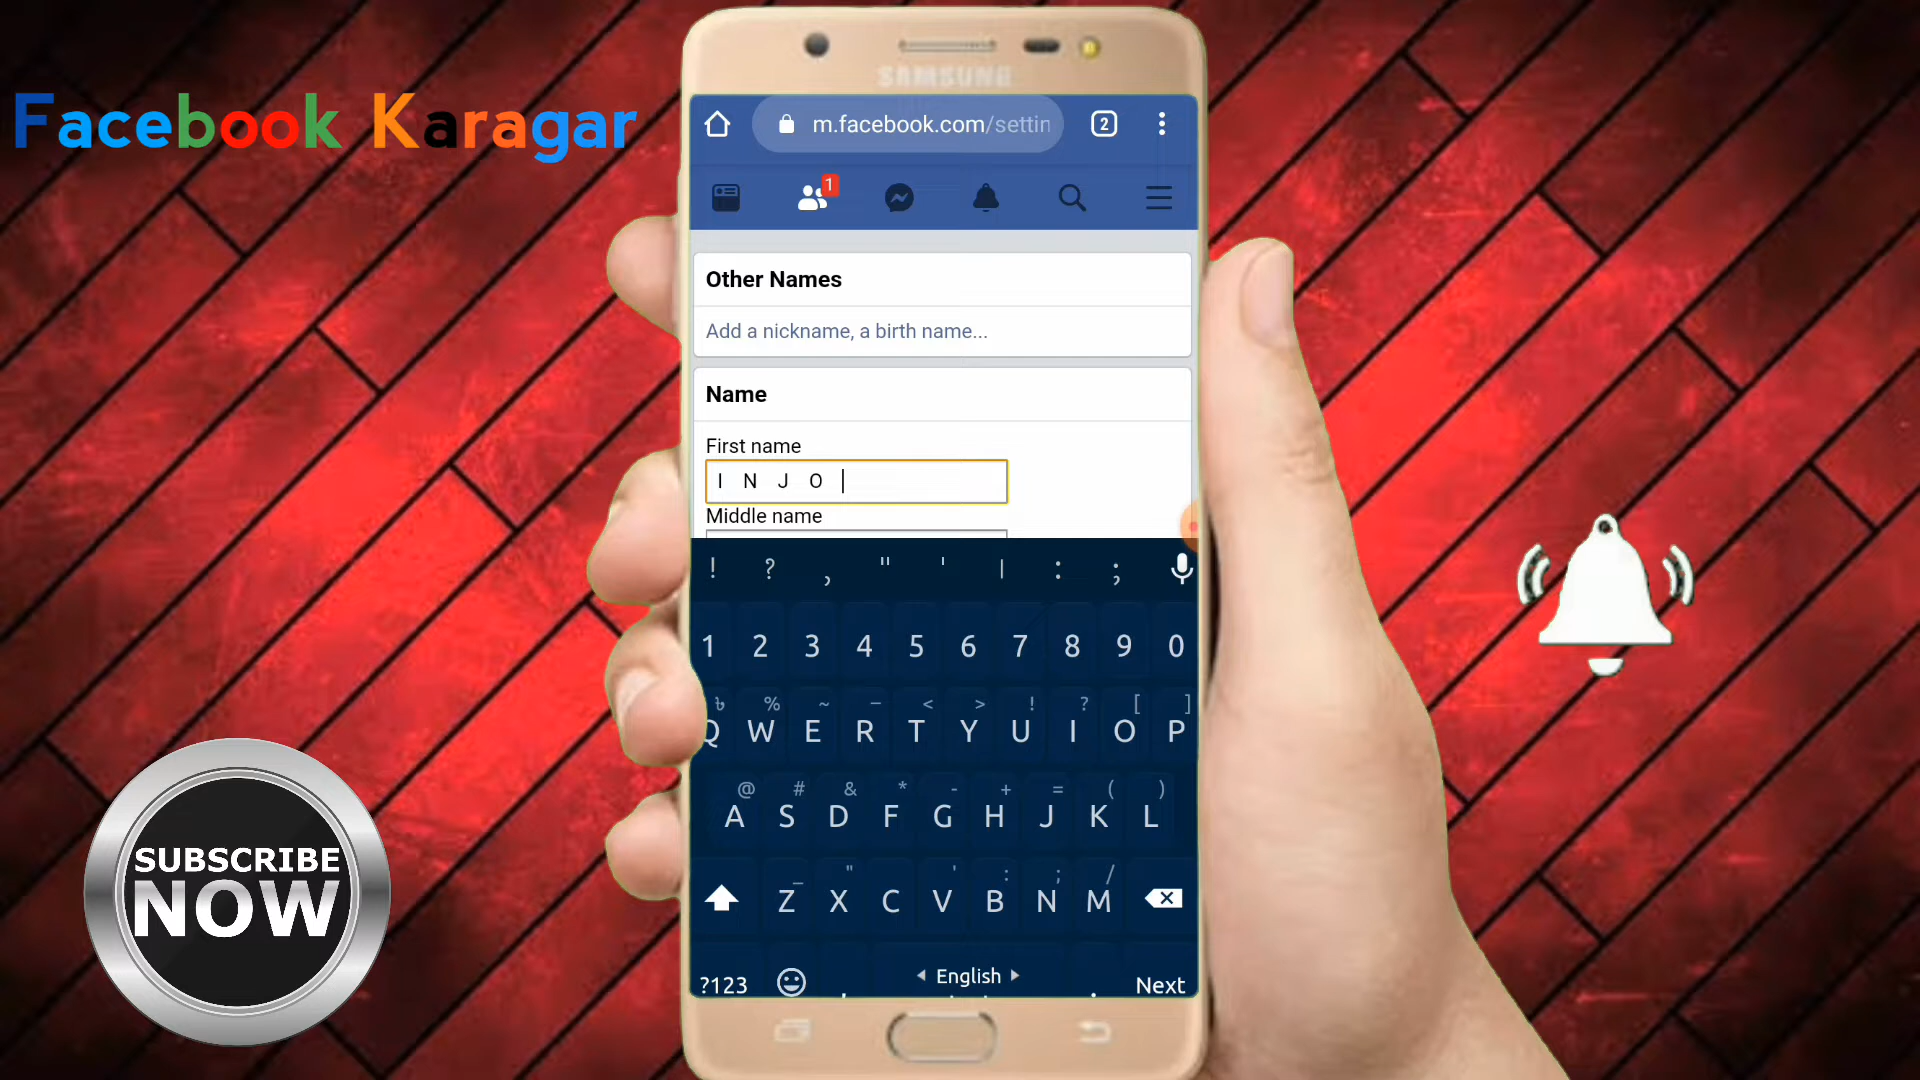 Facebook Karagar
SAMSUNG
m.facebook.com/settin
2
1
Other Names
Add a nickname, a birth name...
Name
First name
I N J O
Middle name
! ? , " ' | : ;
1 2 3 4 5 6 7 8 9 0
৳ % ~ – < > ! ? [ ]
Q W E R T Y U I O P
@ # & * - + = ( )
A S D F G H J K L
_ " ' : ; /
Z X C V B N M
?123 , English . Next
SUBSCRIBE
NOW